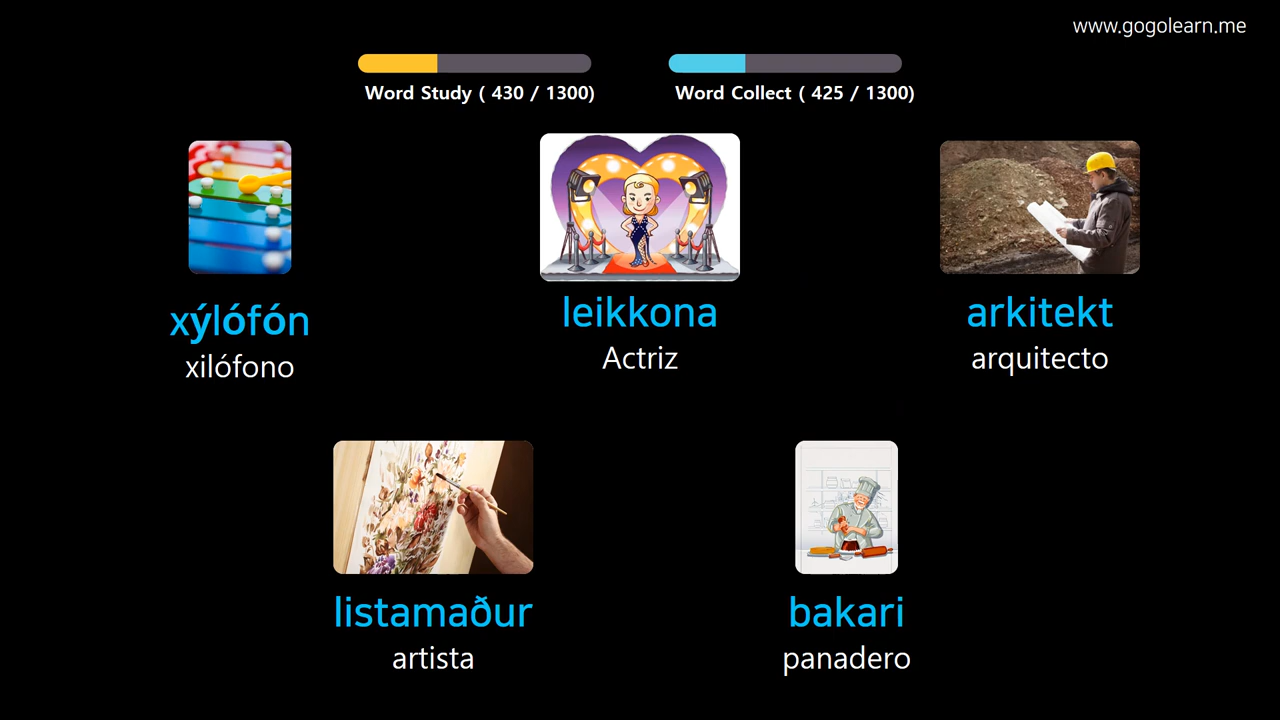 www.gogolearn.me
Word Study ( 430 / 1300)
Word Collect ( 425 / 1300)
xýlófón
xilófono
leikkona
Actriz
arkitekt
arquitecto
listamaður
artista
bakari
panadero